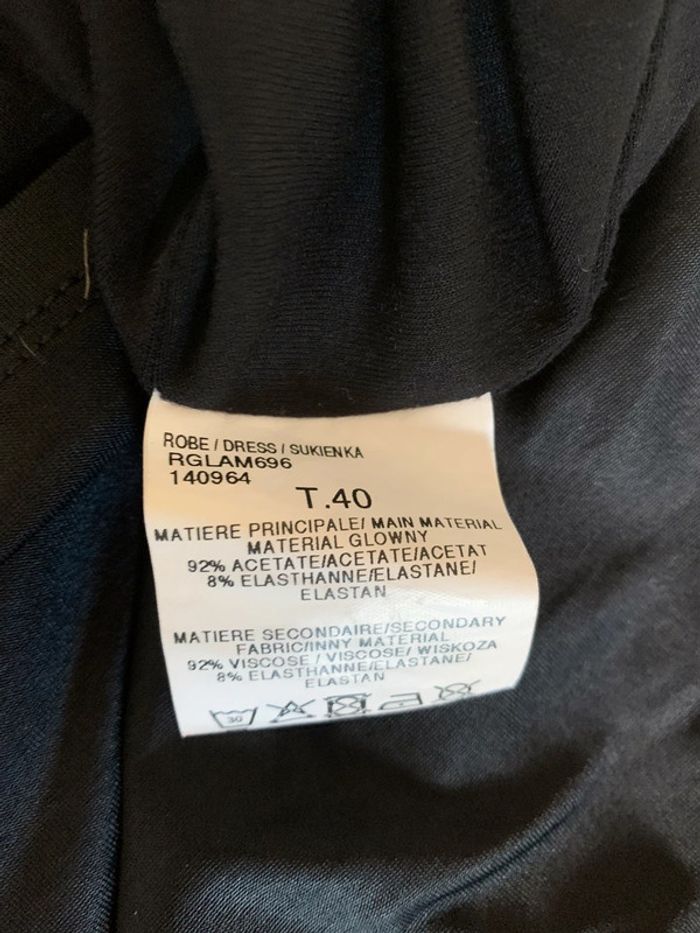 ROBE / DRESS / SUKIENKA
RGLAM696
140964
T.40
MATIERE PRINCIPALE/ MAIN MATERIAL
MATERIAL GLOWNY
92% ACETATE/ACETATE/ACETAT
8% ELASTHANNE/ELASTANE/
ELASTAN
MATIERE SECONDAIRE/SECONDARY
FABRIC/INNY MATERIAL
92% VISCOSE / VISCOSE/ WISKOZA
8% ELASTHANNE/ELASTANE/
ELASTAN
30